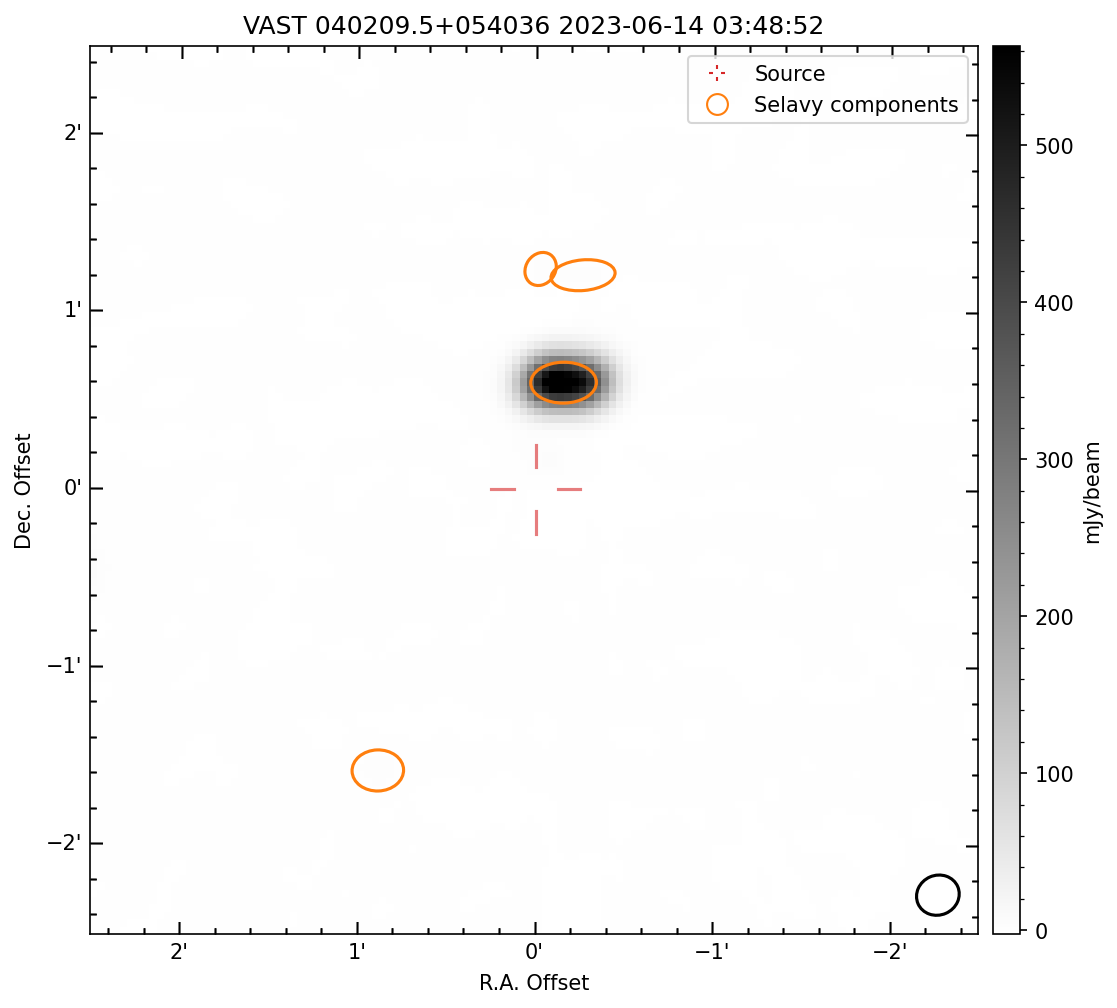 VAST 040209.5+054036 2023-06-14 03:48:52
Source
Selavy components
2'
1'
0'
−1'
−2'
Dec. Offset
2'
1'
0'
−1'
−2'
R.A. Offset
500
400
300
200
100
0
mJy/beam